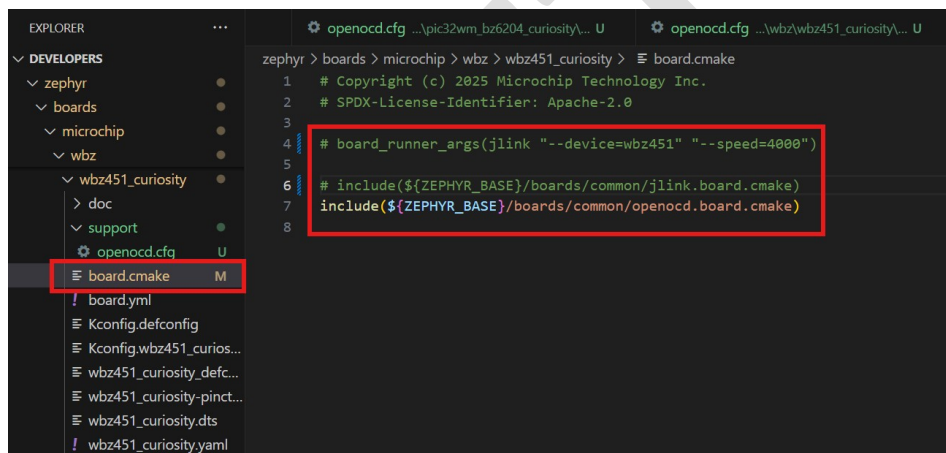 EXPLORER ...
DEVELOPERS
zephyr
boards
microchip
wbz
wbz451_curiosity
doc
support
openocd.cfg U
board.cmake M
! board.yml
Kconfig.defconfig
Kconfig.wbz451_curios...
wbz451_curiosity_defc...
wbz451_curiosity-pinct...
wbz451_curiosity.dts
! wbz451_curiosity.yaml
openocd.cfg ...\pic32wm_bz6204_curiosity\... U
openocd.cfg ...\wbz\wbz451_curiosity\... U
zephyr > boards > microchip > wbz > wbz451_curiosity > board.cmake
1 # Copyright (c) 2025 Microchip Technology Inc.
2 # SPDX-License-Identifier: Apache-2.0
3
4 # board_runner_args(jlink "--device=wbz451" "--speed=4000")
5
6 # include(${ZEPHYR_BASE}/boards/common/jlink.board.cmake)
7 include(${ZEPHYR_BASE}/boards/common/openocd.board.cmake)
8